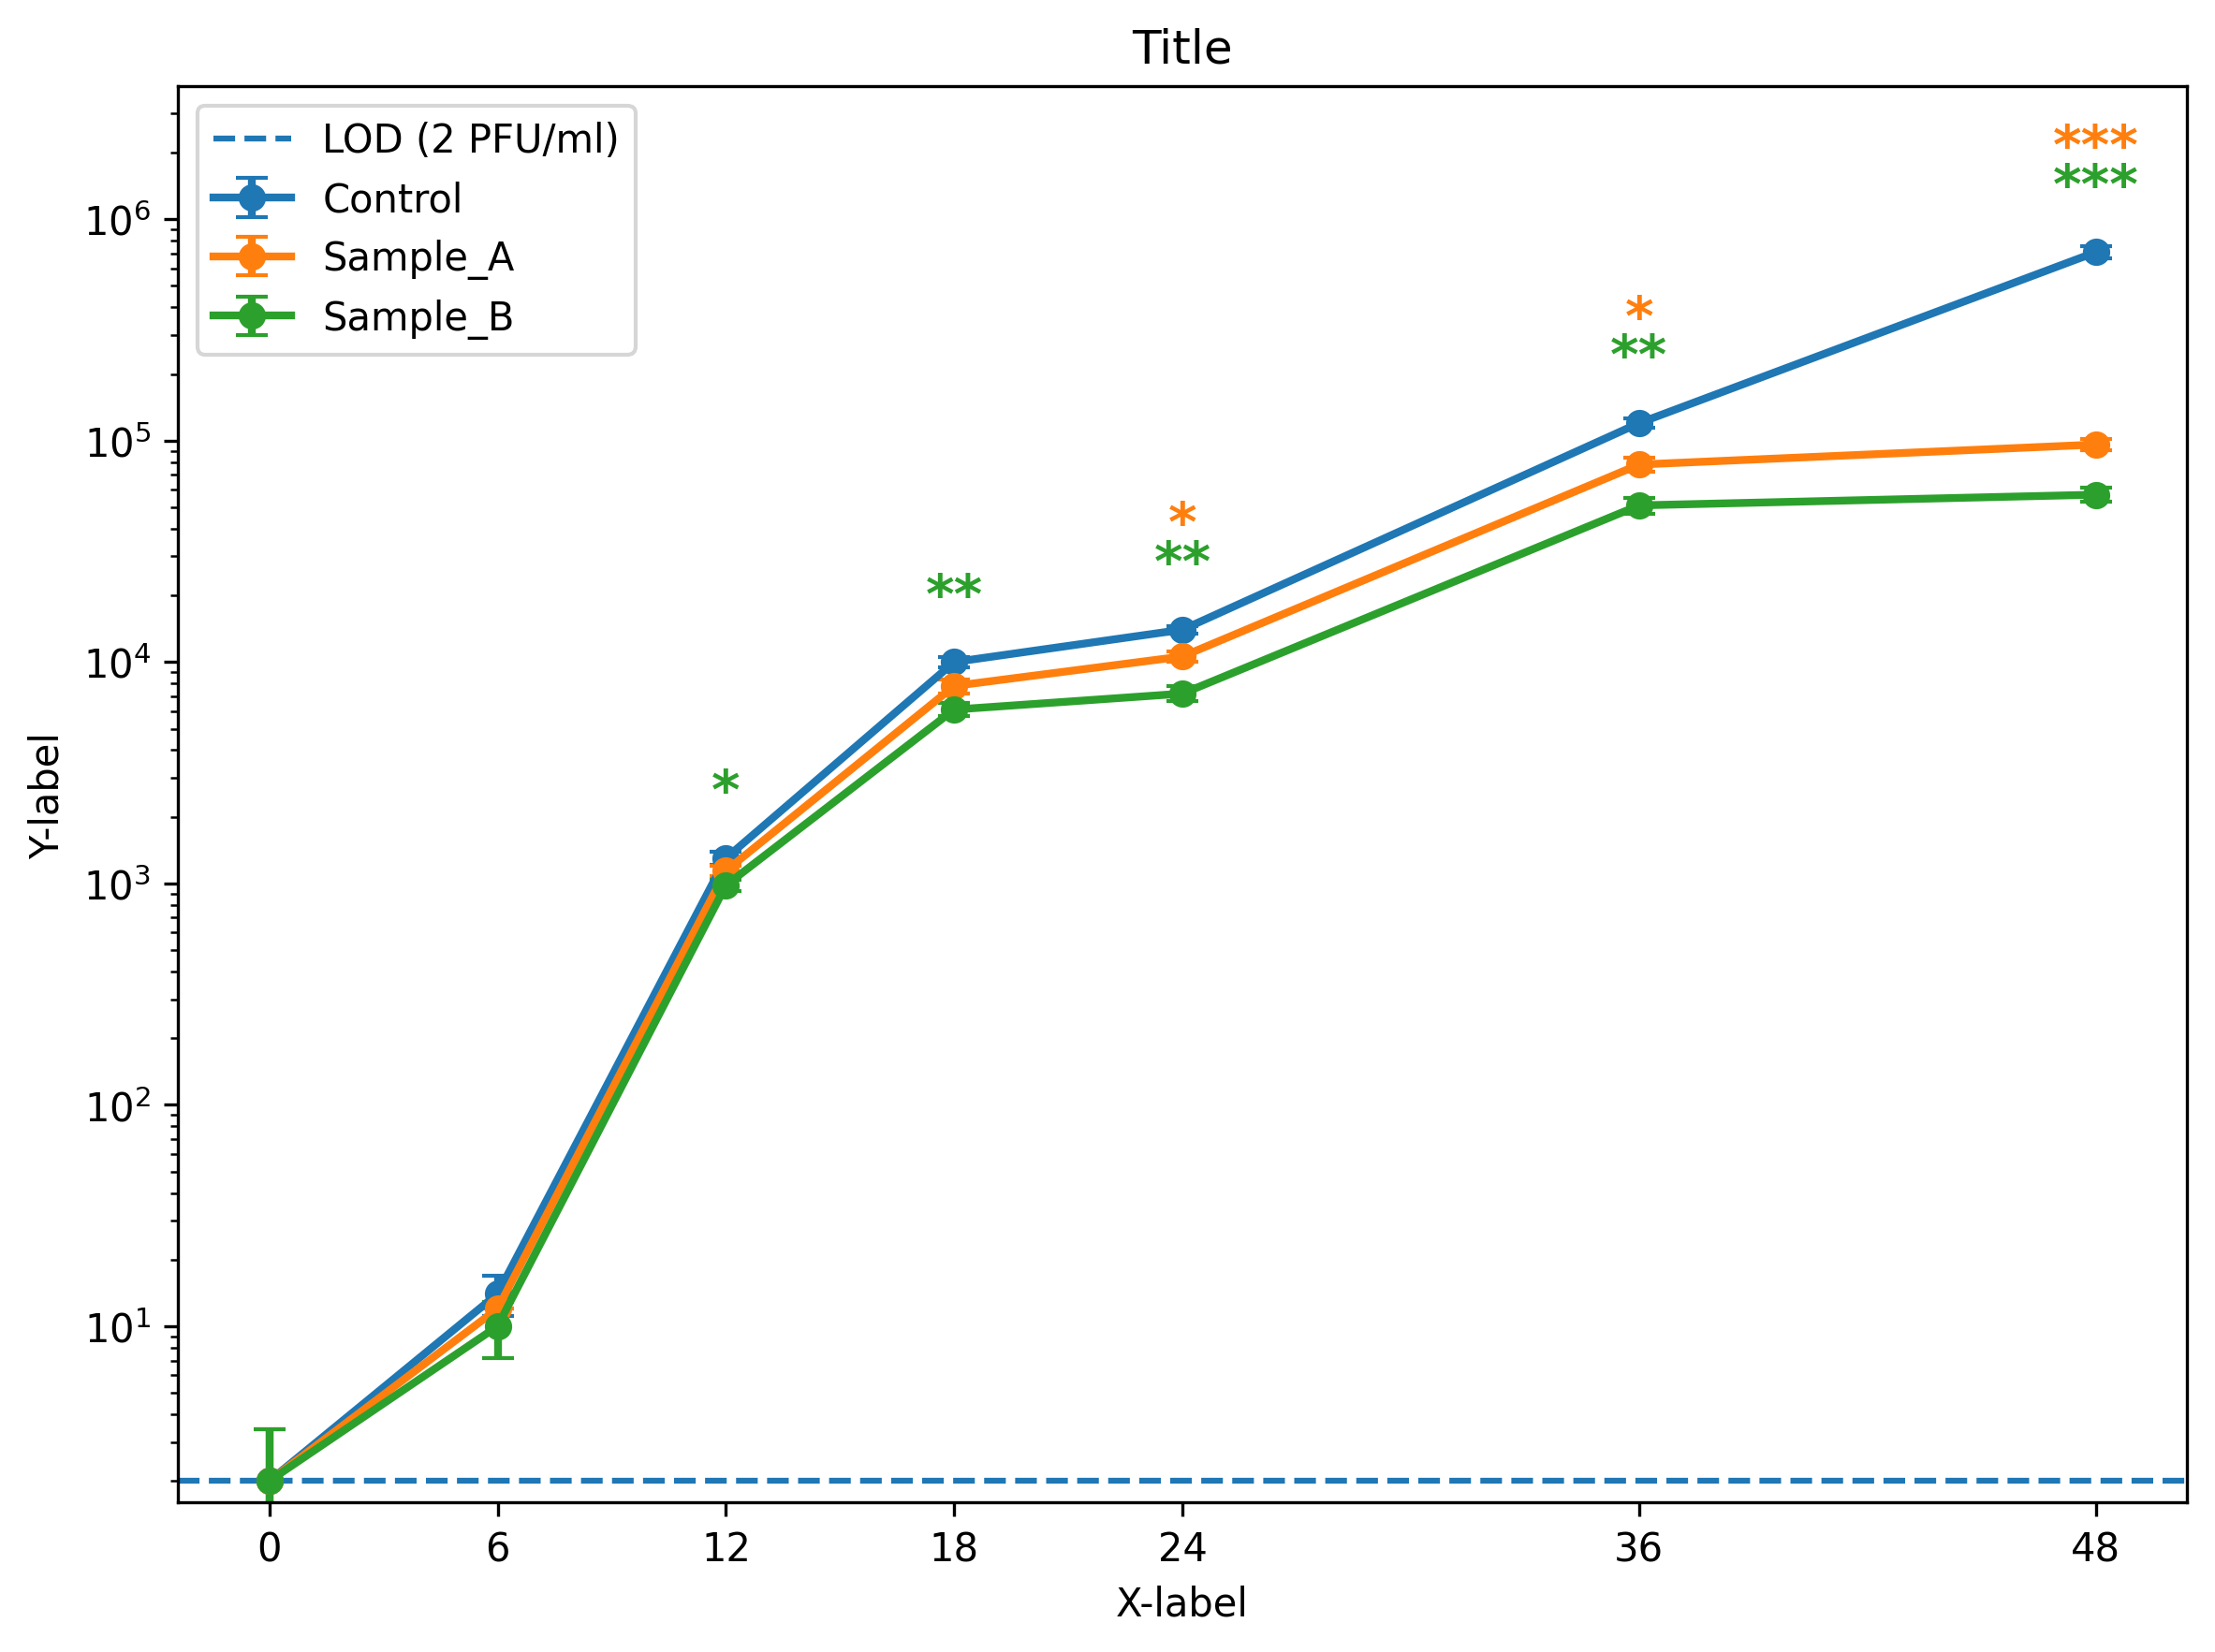 Title
LOD (2 PFU/ml)
Control
Sample_A
Sample_B
***
***
*
**
*
**
**
*
10⁶
10⁵
10⁴
10³
10²
10¹
Y-label
0 6 12 18 24 36 48
X-label